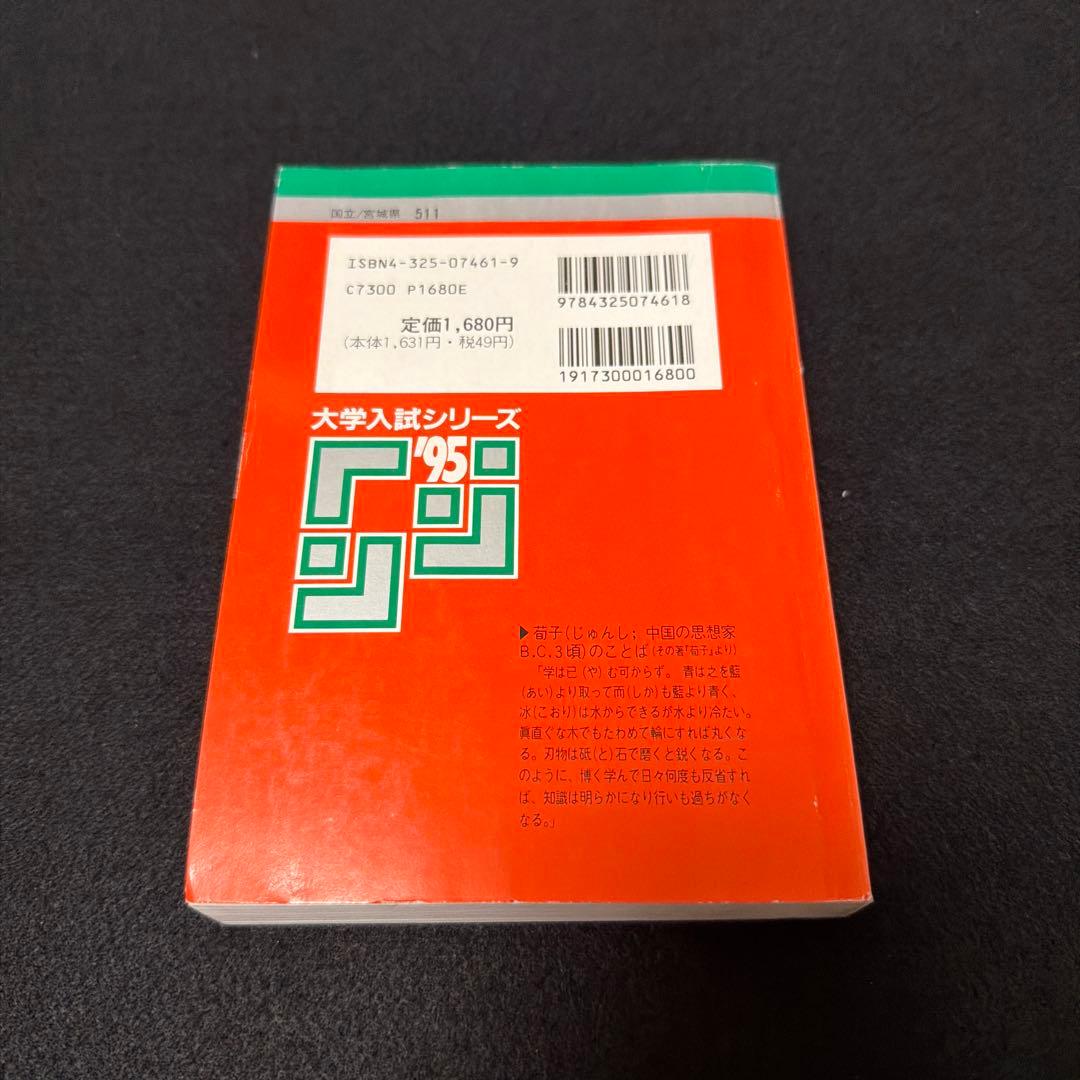 国立/宮城県 511
ISBN4-325-07461-9
C7300 P1680E
定価1,680円
(本体1,631円・税49円)
9784325074618
1917300016800
大学入試シリーズ
'95
▶荀子(じゅんし; 中国の思想家
B.C.3頃)のことば(その著「荀子」より)
「学は已(や)む可からず。青は之を藍
(あい)より取って而(しか)も藍より青く、
冰(こおり)は水からできるが水より冷たい。
眞直ぐな木でもたわめて輪にすれば丸くな
る。刃物は砥(と)石で磨くと鋭くなる。こ
のように、博く学んで日々何度も反省すれ
ば、知識は明らかになり行いも過ちがなく
なる。」